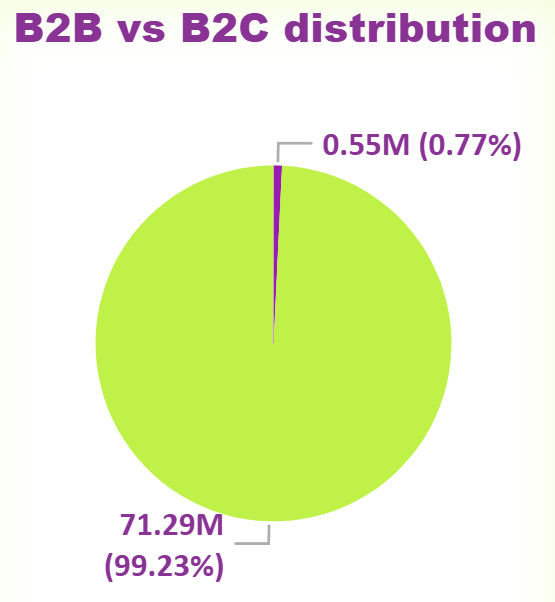 B2B vs B2C distribution
0.55M (0.77%)
71.29M
(99.23%)